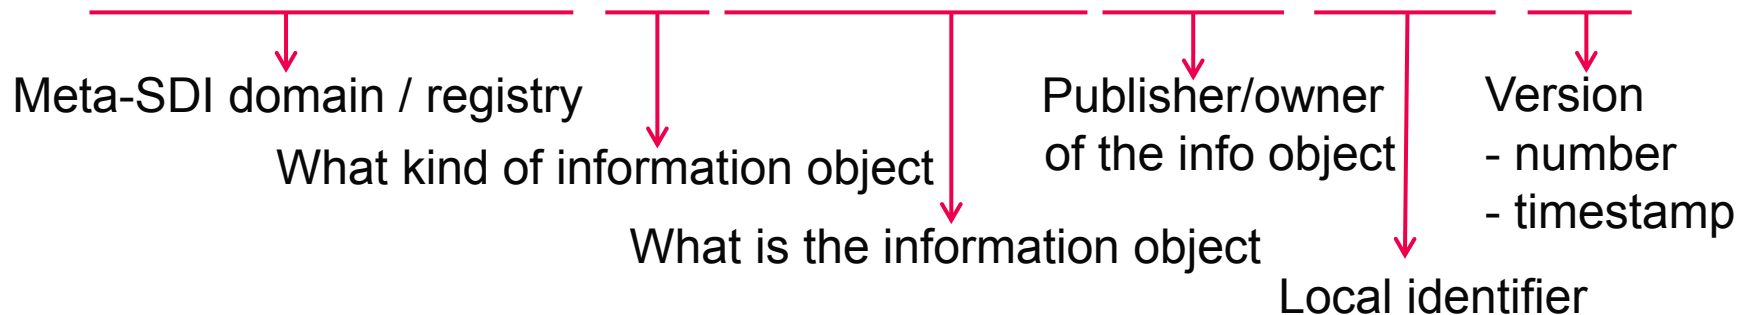 Meta-SDI domain / registry
What kind of information object
What is the information object
Publisher/owner
of the info object
Local identifier
Version
- number
- timestamp